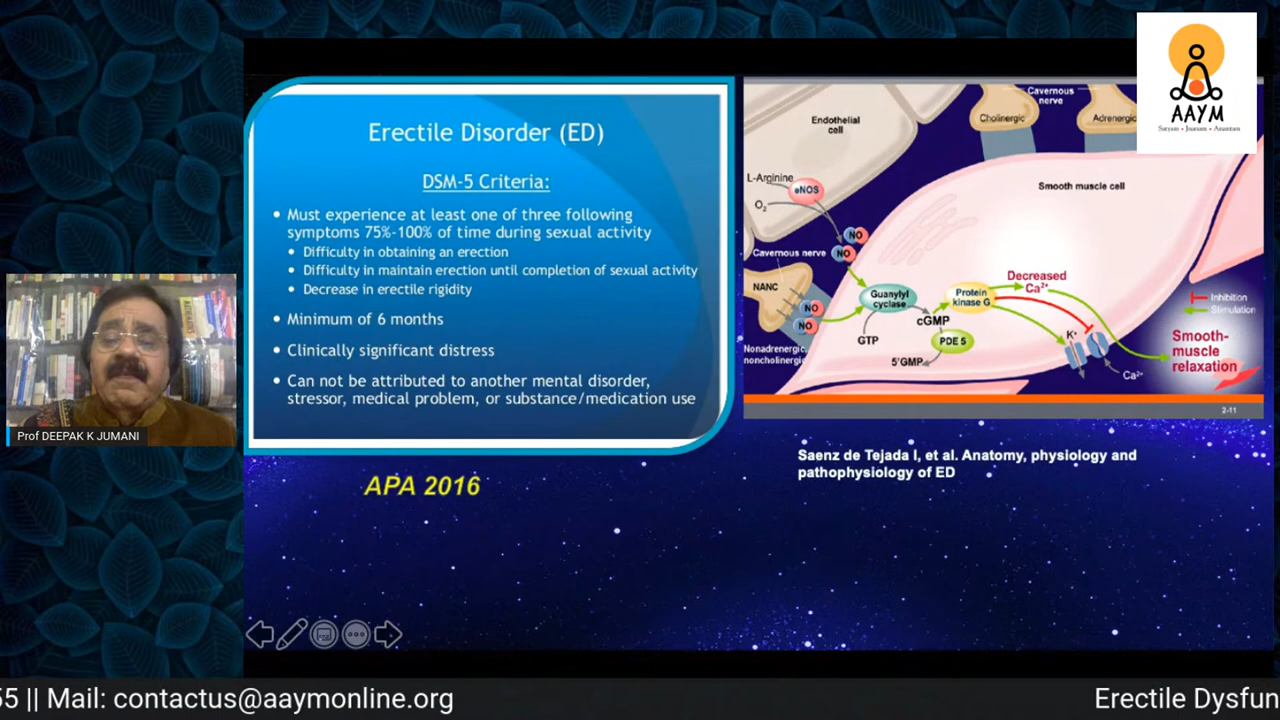 Erectile Disorder (ED)
DSM-5 Criteria:
• Must experience at least one of three following
symptoms 75%-100% of time during sexual activity
• Difficulty in obtaining an erection
• Difficulty in maintain erection until completion of sexual activity
• Decrease in erectile rigidity
• Minimum of 6 months
• Clinically significant distress
• Can not be attributed to another mental disorder,
stressor, medical problem, or substance/medication use
APA 2016
Endothelial
cell
Cavernous
nerve
Cholinergic
Adrenergic
L-Arginine
eNOS
O2
Smooth muscle cell
NO
NO
Cavernous nerve
NANC
NO
NO
Nonadrenergic,
noncholinergic
Guanylyl
cyclase
GTP
cGMP
Protein
kinase G
PDE 5
5'GMP
Decreased
Ca2+
K+
Ca2+
Inhibition
Stimulation
Smooth-
muscle
relaxation
2-11
Saenz de Tejada I, et al. Anatomy, physiology and
pathophysiology of ED
AAYM
Satyam • Jnanam • Anantam
Prof DEEPAK K JUMANI
55 || Mail: contactus@aaymonline.org
Erectile Dysfun